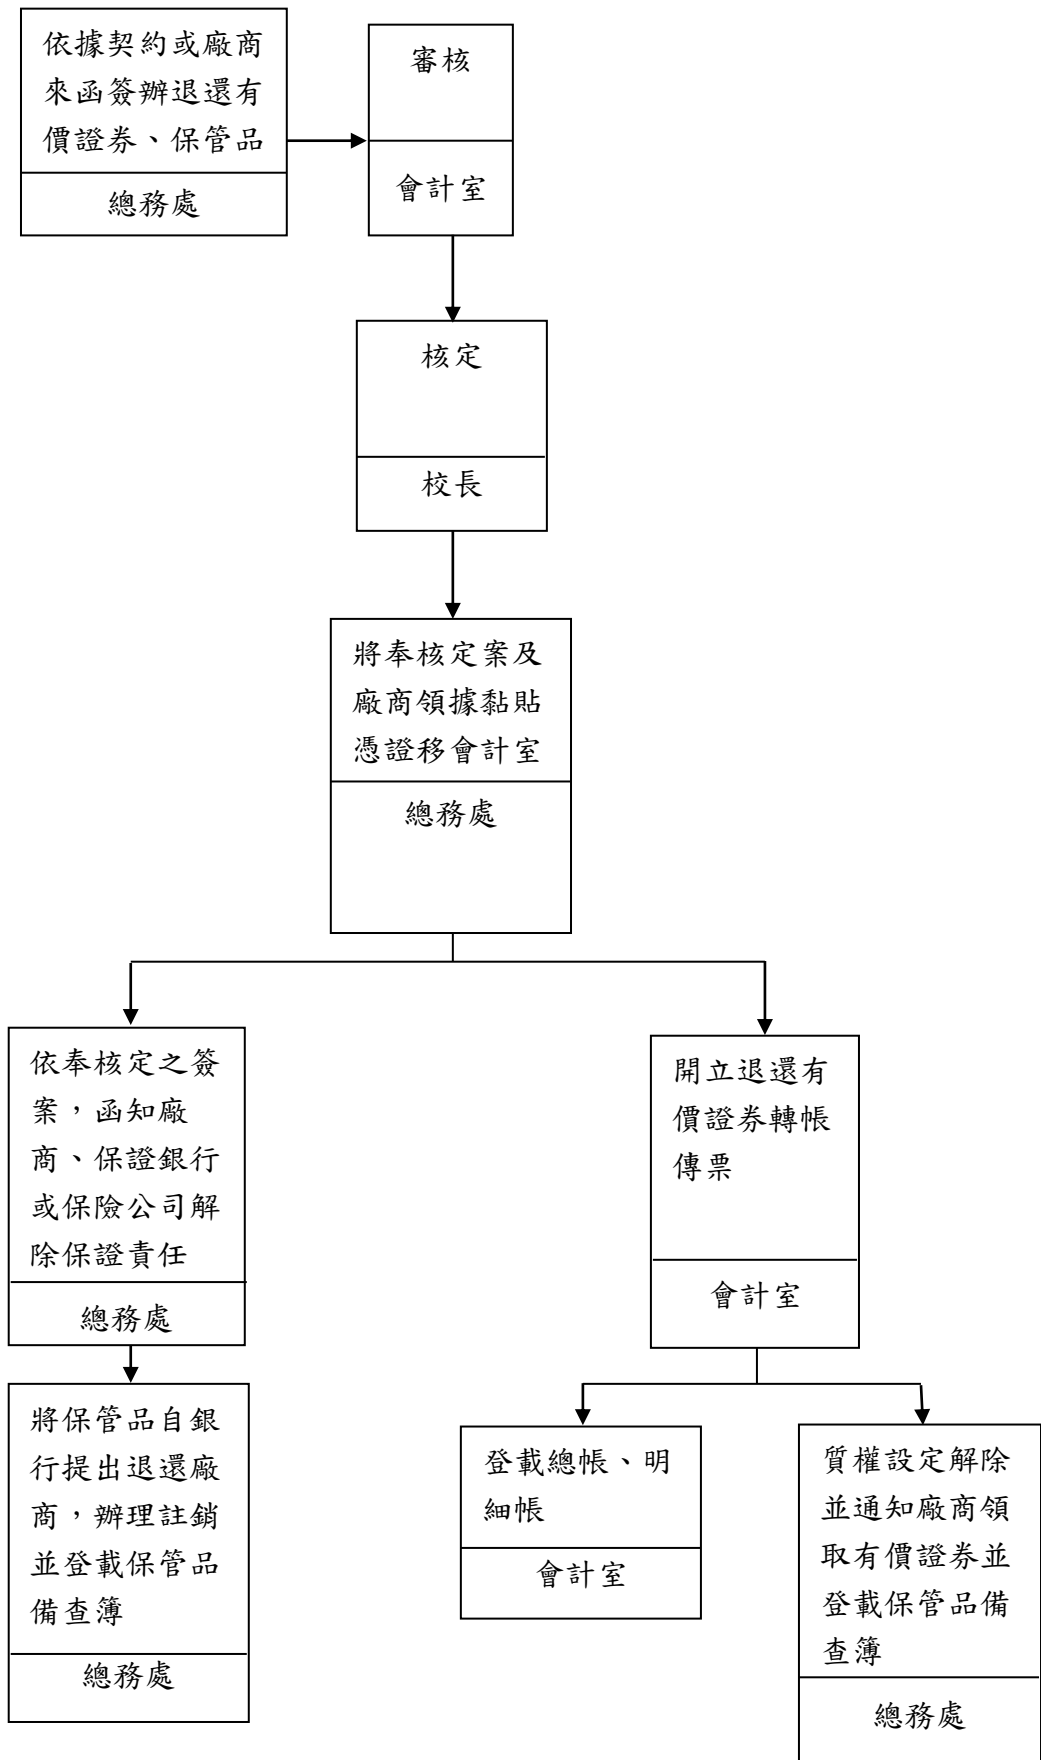 依據契約或廠商
來函簽辦退還有
價證券、保管品
總務處
審核
會計室
核定
校長
將奉核定案及
廠商領據黏貼
憑證移會計室
總務處
依奉核定之簽
案，函知廠
商、保證銀行
或保險公司解
除保證責任
總務處
將保管品自銀
行提出退還廠
商，辦理註銷
並登載保管品
備查簿
總務處
開立退還有
價證券轉帳
傳票
會計室
登載總帳、明
細帳
會計室
質權設定解除
並通知廠商領
取有價證券並
登載保管品備
查簿
總務處